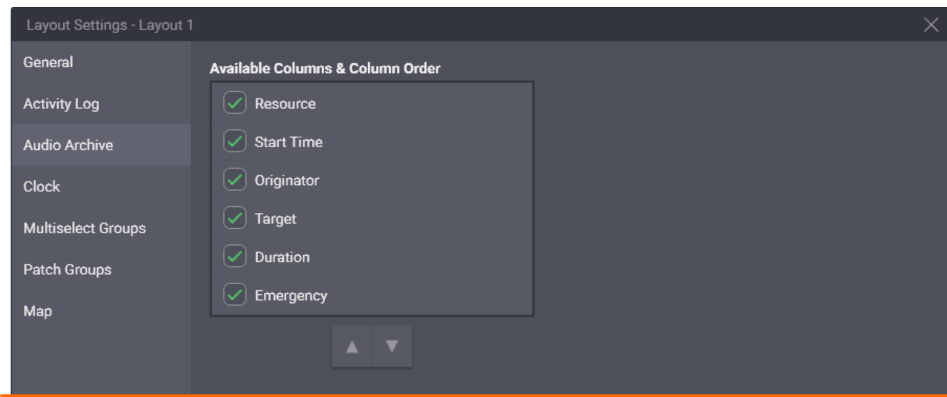 Layout Settings - Layout 1
General
Activity Log
Audio Archive
Clock
Multiselect Groups
Patch Groups
Map
Available Columns & Column Order
Resource
Start Time
Originator
Target
Duration
Emergency